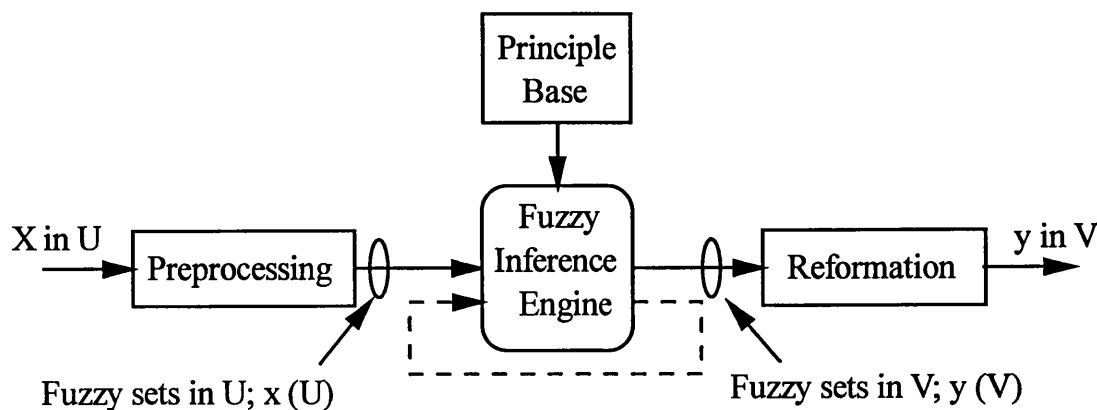 Principle
Base
X in U
Preprocessing
Fuzzy
Inference
Engine
Reformation
y in V
Fuzzy sets in U; x (U)
Fuzzy sets in V; y (V)